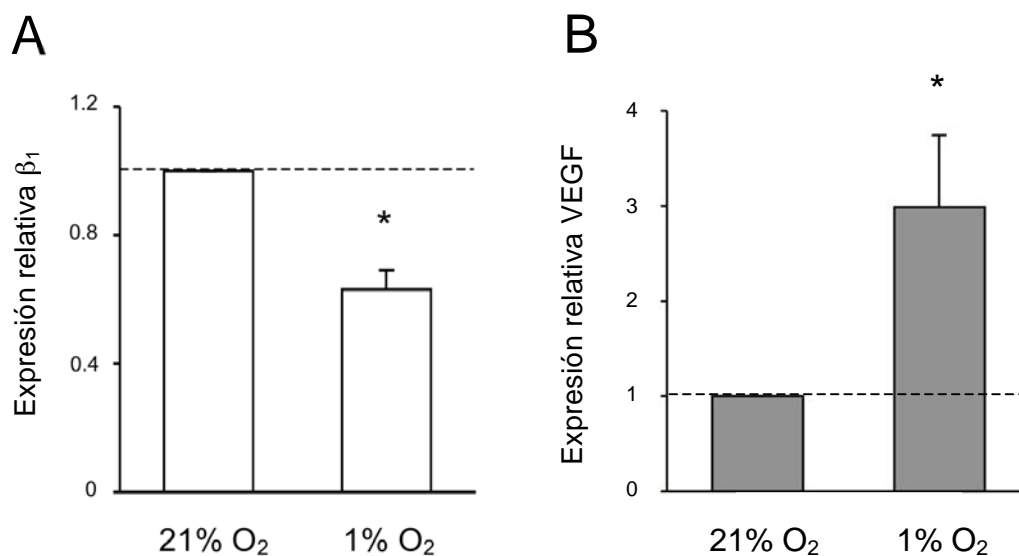 A
Expresión relativa β₁
1.2
0.8
0.4
0
*
21% O₂
1% O₂
B
Expresión relativa VEGF
4
3
2
1
0
*
21% O₂
1% O₂